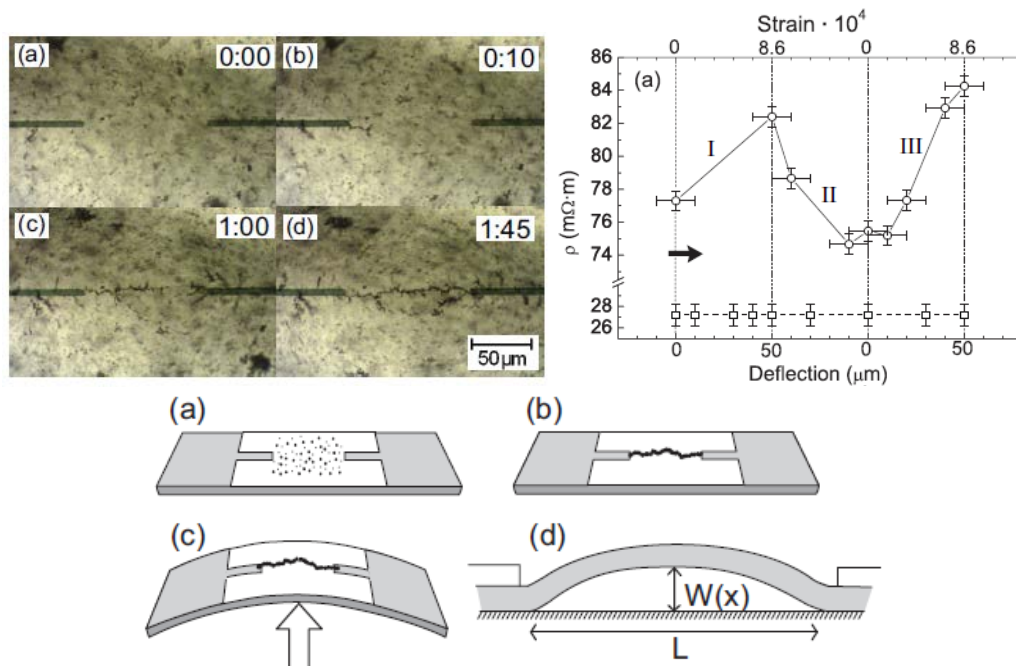 (a) 0:00
(b) 0:10
(c) 1:00
(d) 1:45
50μm
Strain · 10⁴
0 8.6 0 8.6
(a)
86
84
82
80
78
76
74
28
26
ρ (mΩ·m)
I
II
III
0 50 0 50
Deflection (μm)
(a)
(b)
(c)
(d)
W(x)
L